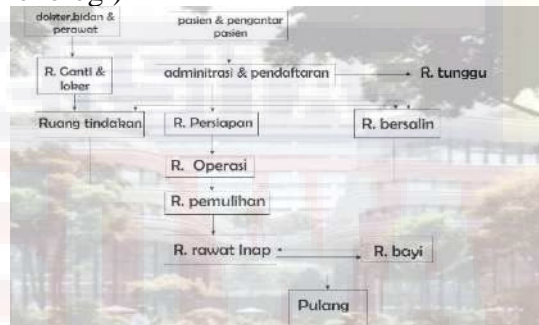 dokter,bidan &
perawat
pasien & pengantar
pasien
R. Ganti &
loker
adminitrasi & pendaftaran
R. tunggu
Ruang tindakan
R. Persiapan
R. bersalin
R. Operasi
R. pemulihan
R. rawat Inap
R. bayi
Pulang